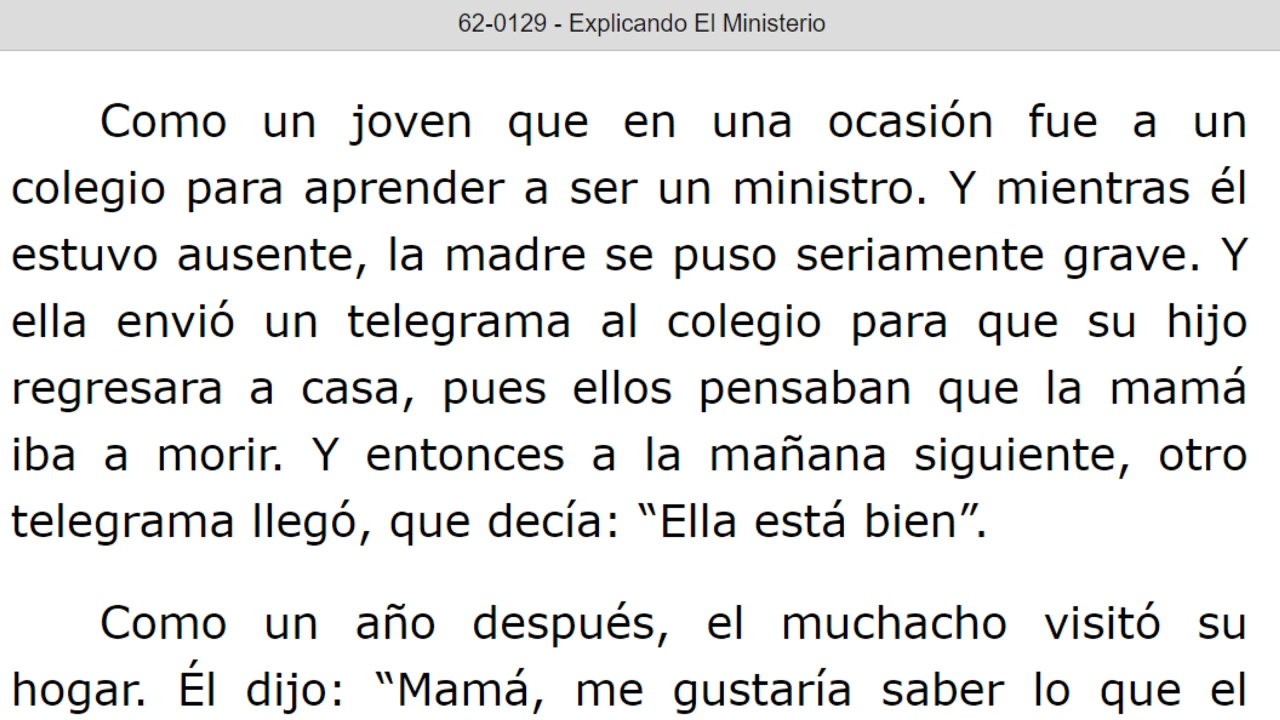 62-0129 - Explicando El Ministerio
Como un joven que en una ocasión fue a un
colegio para aprender a ser un ministro. Y mientras él
estuvo ausente, la madre se puso seriamente grave. Y
ella envió un telegrama al colegio para que su hijo
regresara a casa, pues ellos pensaban que la mamá
iba a morir. Y entonces a la mañana siguiente, otro
telegrama llegó, que decía: “Ella está bien”.
Como un año después, el muchacho visitó su
hogar. Él dijo: “Mamá, me gustaría saber lo que el